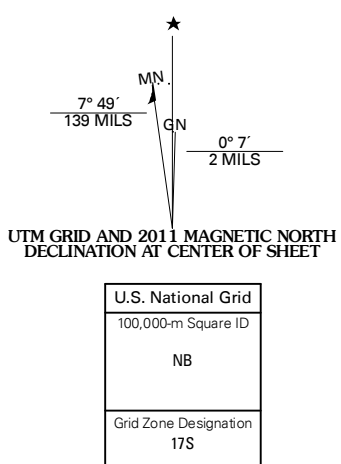 ★
MN
7° 49´
139 MILS
GN
0° 7´
2 MILS
UTM GRID AND 2011 MAGNETIC NORTH
DECLINATION AT CENTER OF SHEET
U.S. National Grid
100,000-m Square ID
NB
Grid Zone Designation
17S